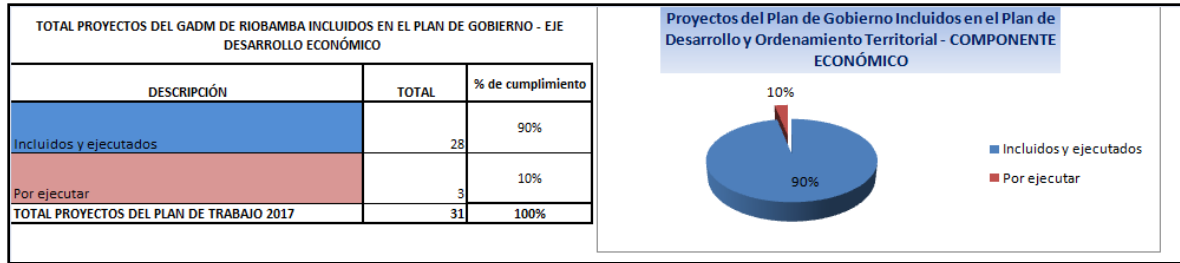 TOTAL PROYECTOS DEL GADM DE RIOBAMBA INCLUIDOS EN EL PLAN DE GOBIERNO - EJE
DESARROLLO ECONÓMICO
DESCRIPCIÓN TOTAL % de cumplimiento
Incluidos y ejecutados 28 90%
Por ejecutar 3 10%
TOTAL PROYECTOS DEL PLAN DE TRABAJO 2017 31 100%
Proyectos del Plan de Gobierno Incluidos en el Plan de
Desarrollo y Ordenamiento Territorial - COMPONENTE
ECONÓMICO
10%
90%
Incluidos y ejecutados
Por ejecutar